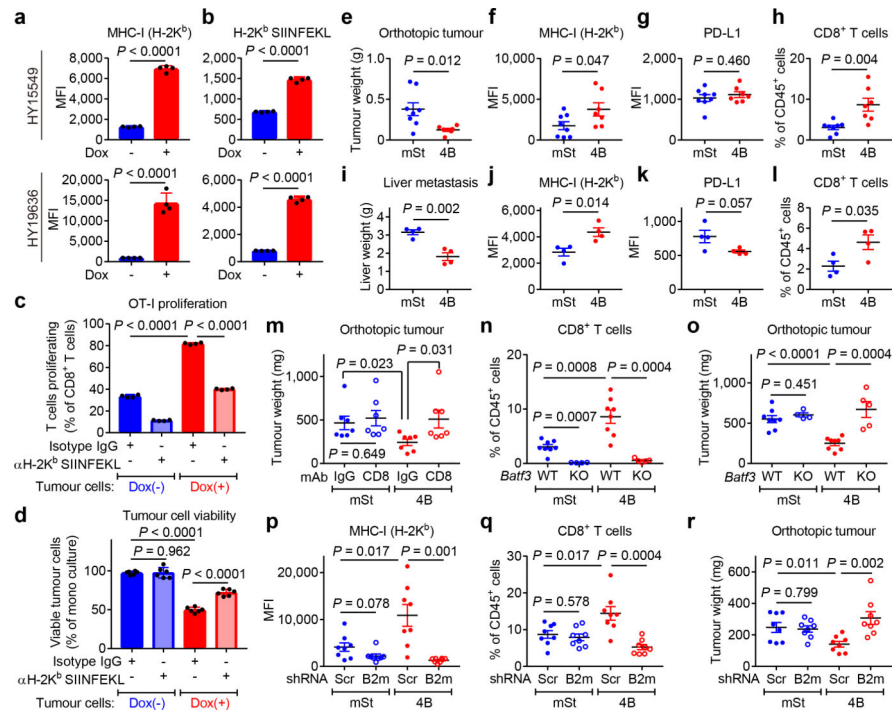 a
MHC-I (H-2Kᵇ)
P < 0.0001
HY15549
MFI
8,000
6,000
4,000
2,000
0
Dox - +
P < 0.0001
HY19636
MFI
20,000
15,000
10,000
5,000
0
Dox - +
b
H-2Kᵇ SIINFEKL
P < 0.0001
2,000
1,500
1,000
500
0
Dox - +
P < 0.0001
6,000
4,000
2,000
0
Dox - +
e
Orthotopic tumour
P = 0.012
Tumour weight (g)
1.0
0.5
0
mSt 4B
f
MHC-I (H-2Kᵇ)
P = 0.047
MFI
10,000
5,000
0
mSt 4B
g
PD-L1
P = 0.460
MFI
2,000
1,000
0
mSt 4B
h
CD8⁺ T cells
P = 0.004
% of CD45⁺ cells
20
10
0
mSt 4B
i
Liver metastasis
P = 0.002
Liver weight (g)
4
2
0
mSt 4B
j
MHC-I (H-2Kᵇ)
P = 0.014
MFI
6,000
4,000
2,000
0
mSt 4B
k
PD-L1
P = 0.057
MFI
1,000
500
0
mSt 4B
l
CD8⁺ T cells
P = 0.035
% of CD45⁺ cells
6
4
2
0
mSt 4B
c
OT-I proliferation
P < 0.0001 P < 0.0001
T cells proliferating
(% of CD8⁺ T cells)
80
60
40
20
0
Isotype IgG + +
αH-2Kᵇ SIINFEKL + +
Tumour cells: Dox(-) Dox(+)
m
Orthotopic tumour
P = 0.031
P = 0.023
Tumour weight (mg)
1,000
500
0
P = 0.649
mAb IgG CD8 IgG CD8
mSt 4B
n
CD8⁺ T cells
P = 0.0008 P = 0.0004
P = 0.0007
% of CD45⁺ cells
20
15
10
5
0
Batf3 WT KO WT KO
mSt 4B
o
Orthotopic tumour
P < 0.0001 P = 0.0004
P = 0.451
Tumour weight (mg)
1,000
500
0
Batf3 WT KO WT KO
mSt 4B
d
Tumour cell viability
P < 0.0001
P = 0.962
P < 0.0001
Viable tumour cells
(% of mono culture)
100
50
0
Isotype IgG + +
αH-2Kᵇ SIINFEKL + +
Tumour cells: Dox(-) Dox(+)
p
MHC-I (H-2Kᵇ)
P = 0.017 P = 0.001
P = 0.078
MFI
20,000
10,000
0
shRNA Scr B2m Scr B2m
mSt 4B
q
CD8⁺ T cells
P = 0.017 P = 0.0004
P = 0.578
% of CD45⁺ cells
50
40
30
20
10
0
shRNA Scr B2m Scr B2m
mSt 4B
r
Orthotopic tumour
P = 0.011 P = 0.002
P = 0.799
Tumour wenght (mg)
600
400
200
0
shRNA Scr B2m Scr B2m
mSt 4B